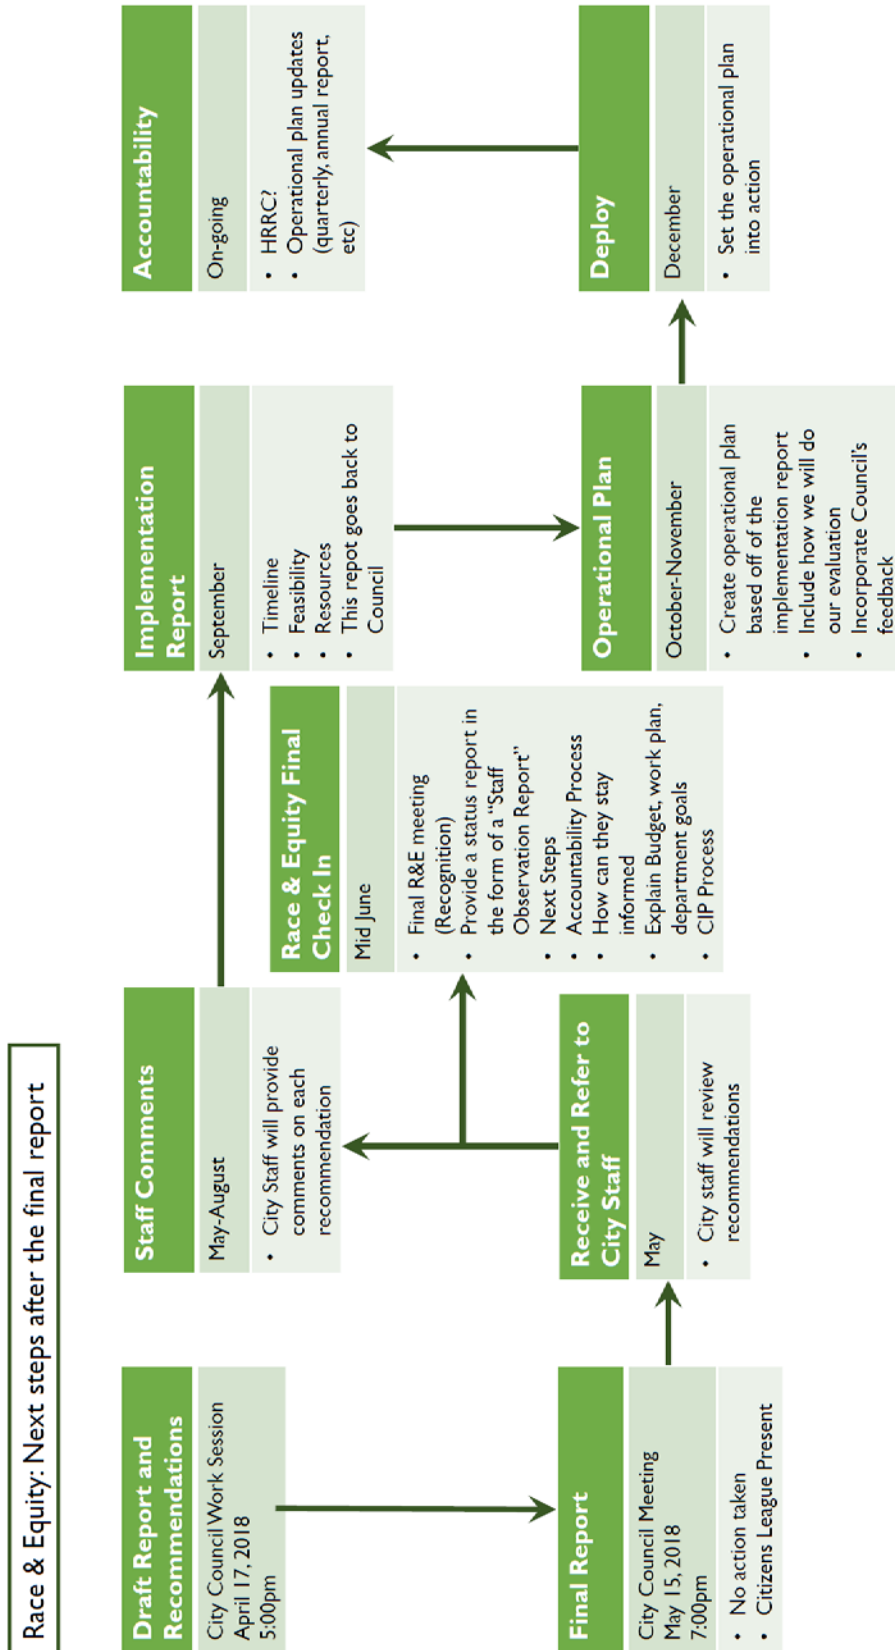 Race & Equity: Next steps after the final report
Draft Report and
Recommendations
City Council Work Session
April 17, 2018
5:00pm
Final Report
City Council Meeting
May 15, 2018
7:00pm
• No action taken
• Citizens League Present
Receive and Refer to
City Staff
May
• City staff will review
recommendations
Staff Comments
May-August
• City Staff will provide
comments on each
recommendation
Race & Equity Final
Check In
Mid June
• Final R&E meeting
(Recognition)
• Provide a status report in
the form of a “Staff
Observation Report”
• Next Steps
• Accountability Process
• How can they stay
informed
• Explain Budget, work plan,
department goals
• CIP Process
Implementation
Report
September
• Timeline
• Feasibility
• Resources
• This repot goes back to
Council
Operational Plan
October-November
• Create operational plan
based off of the
implementation report
• Include how we will do
our evaluation
• Incorporate Council’s
feedback
Deploy
December
• Set the operational plan
into action
Accountability
On-going
• HRRC?
• Operational plan updates
(quarterly, annual report,
etc)